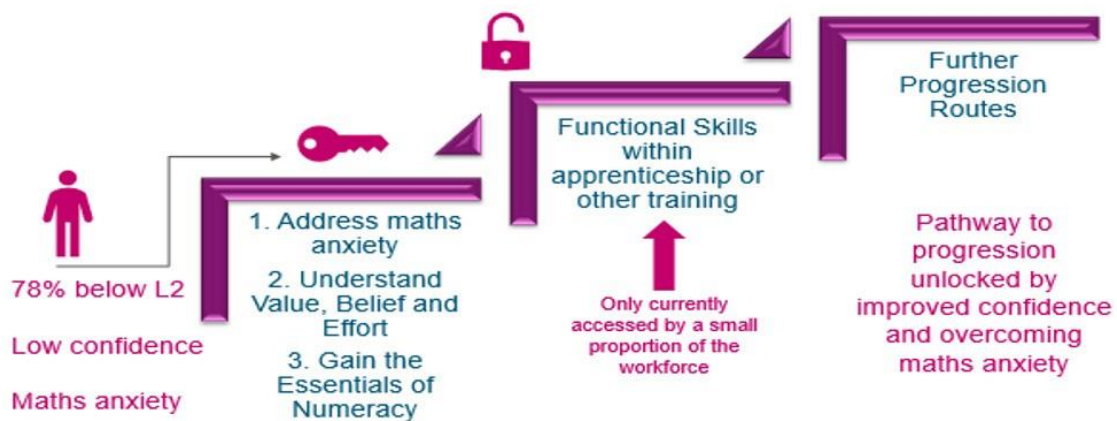 78% below L2
Low confidence
Maths anxiety
1. Address maths
anxiety
2. Understand
Value, Belief and
Effort
3. Gain the
Essentials of
Numeracy
Functional Skills
within
apprenticeship or
other training
Only currently
accessed by a small
proportion of the
workforce
Further
Progression
Routes
Pathway to
progression
unlocked by
improved confidence
and overcoming
maths anxiety